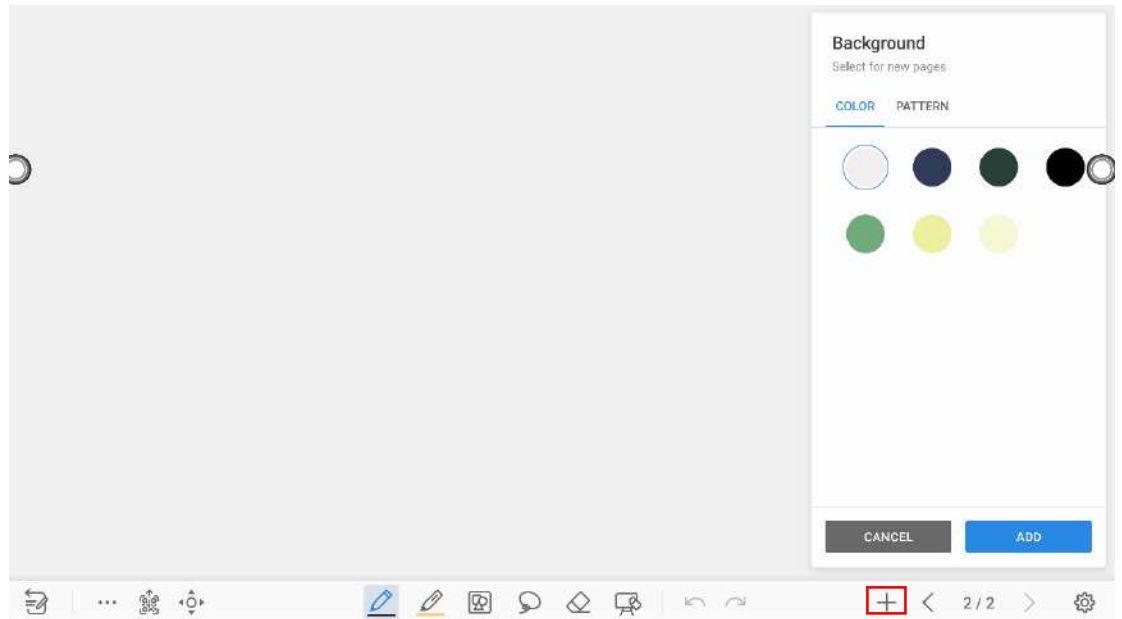 Background
Select for new pages
COLOR PATTERN
CANCEL ADD
2/2